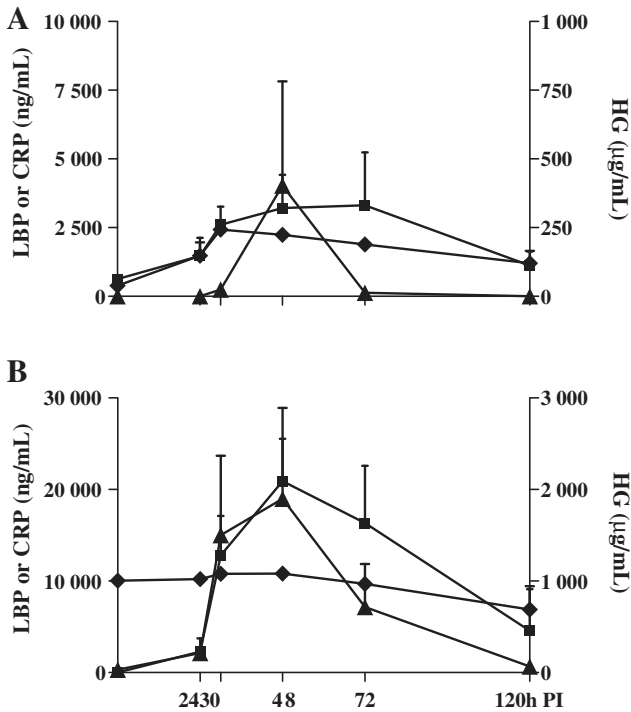 A
10 000
7 500
5 000
2 500
0
LBP or CRP (ng/mL)
1 000
750
500
250
0
HG (µg/mL)
B
30 000
20 000
10 000
0
LBP or CRP (ng/mL)
3 000
2 000
1 000
0
HG (µg/mL)
2430 48 72 120h PI